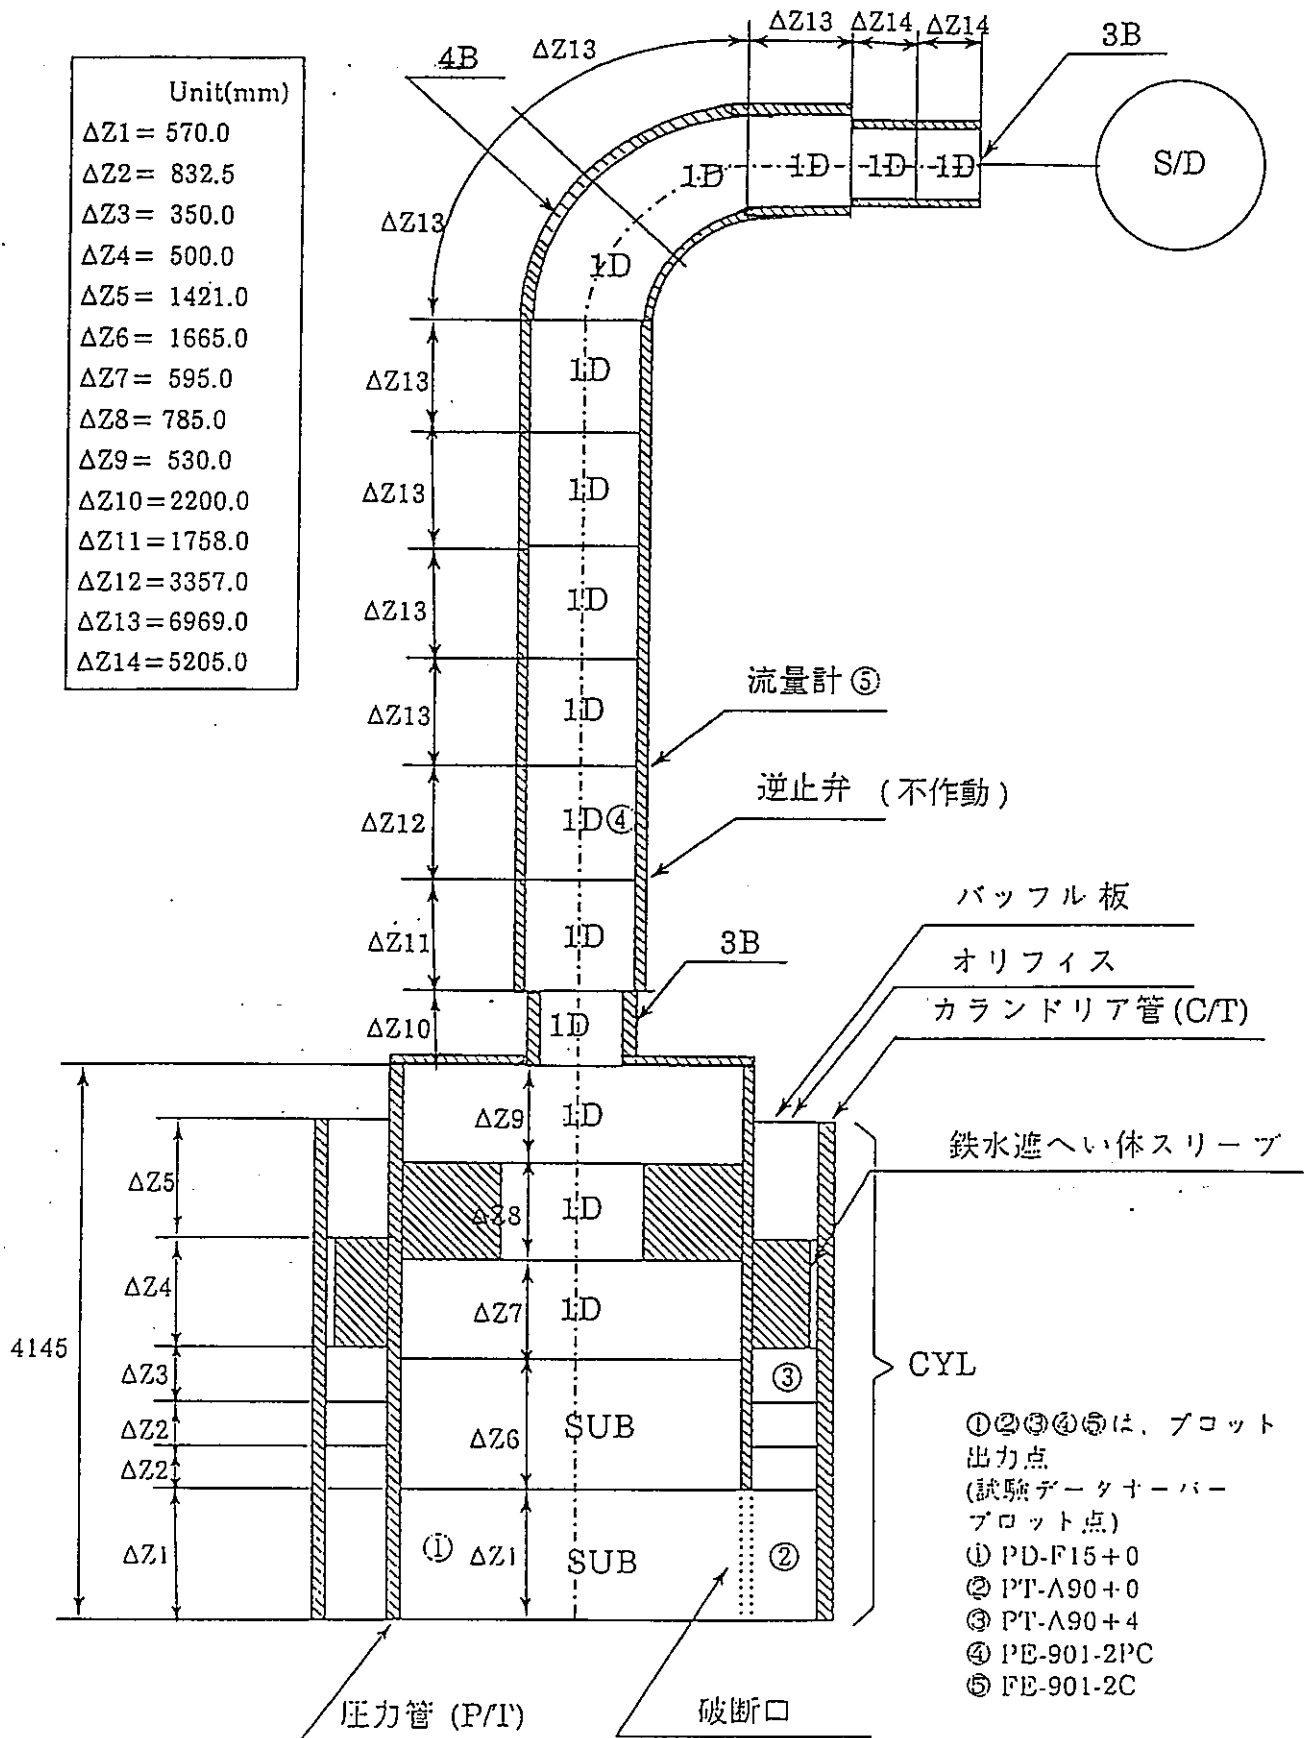 Unit(mm)
ΔZ1= 570.0
ΔZ2= 832.5
ΔZ3= 350.0
ΔZ4= 500.0
ΔZ5= 1421.0
ΔZ6= 1665.0
ΔZ7= 595.0
ΔZ8= 785.0
ΔZ9= 530.0
ΔZ10=2200.0
ΔZ11=1758.0
ΔZ12=3357.0
ΔZ13=6969.0
ΔZ14=5205.0
ΔZ13 ΔZ14 ΔZ14
3B
ΔZ13
4B
1D 1D 1D 1D
S/D
ΔZ13
1D
ΔZ13 1D
ΔZ13 1D
ΔZ13 1D
ΔZ13 1D
流量計⑤
逆止弁 (不作動)
ΔZ12 1D④
ΔZ11 1D
3B
ΔZ10 1D
バッフル板
オリフィス
カランドリア管(C/T)
鉄水遮へい体スリーブ
ΔZ9 1D
ΔZ5
ΔZ8 1D
ΔZ4
ΔZ7 1D
4145
ΔZ3
③
CYL
ΔZ2
ΔZ6 SUB
ΔZ2
ΔZ1
① ΔZ1 SUB ②
①②③④⑤は、プロット
出力点
(試験データオーバー
プロット点)
① PD-F15+0
② PT-A90+0
③ PT-A90+4
④ PE-901-2PC
⑤ FE-901-2C
圧力管 (P/T)
破断口